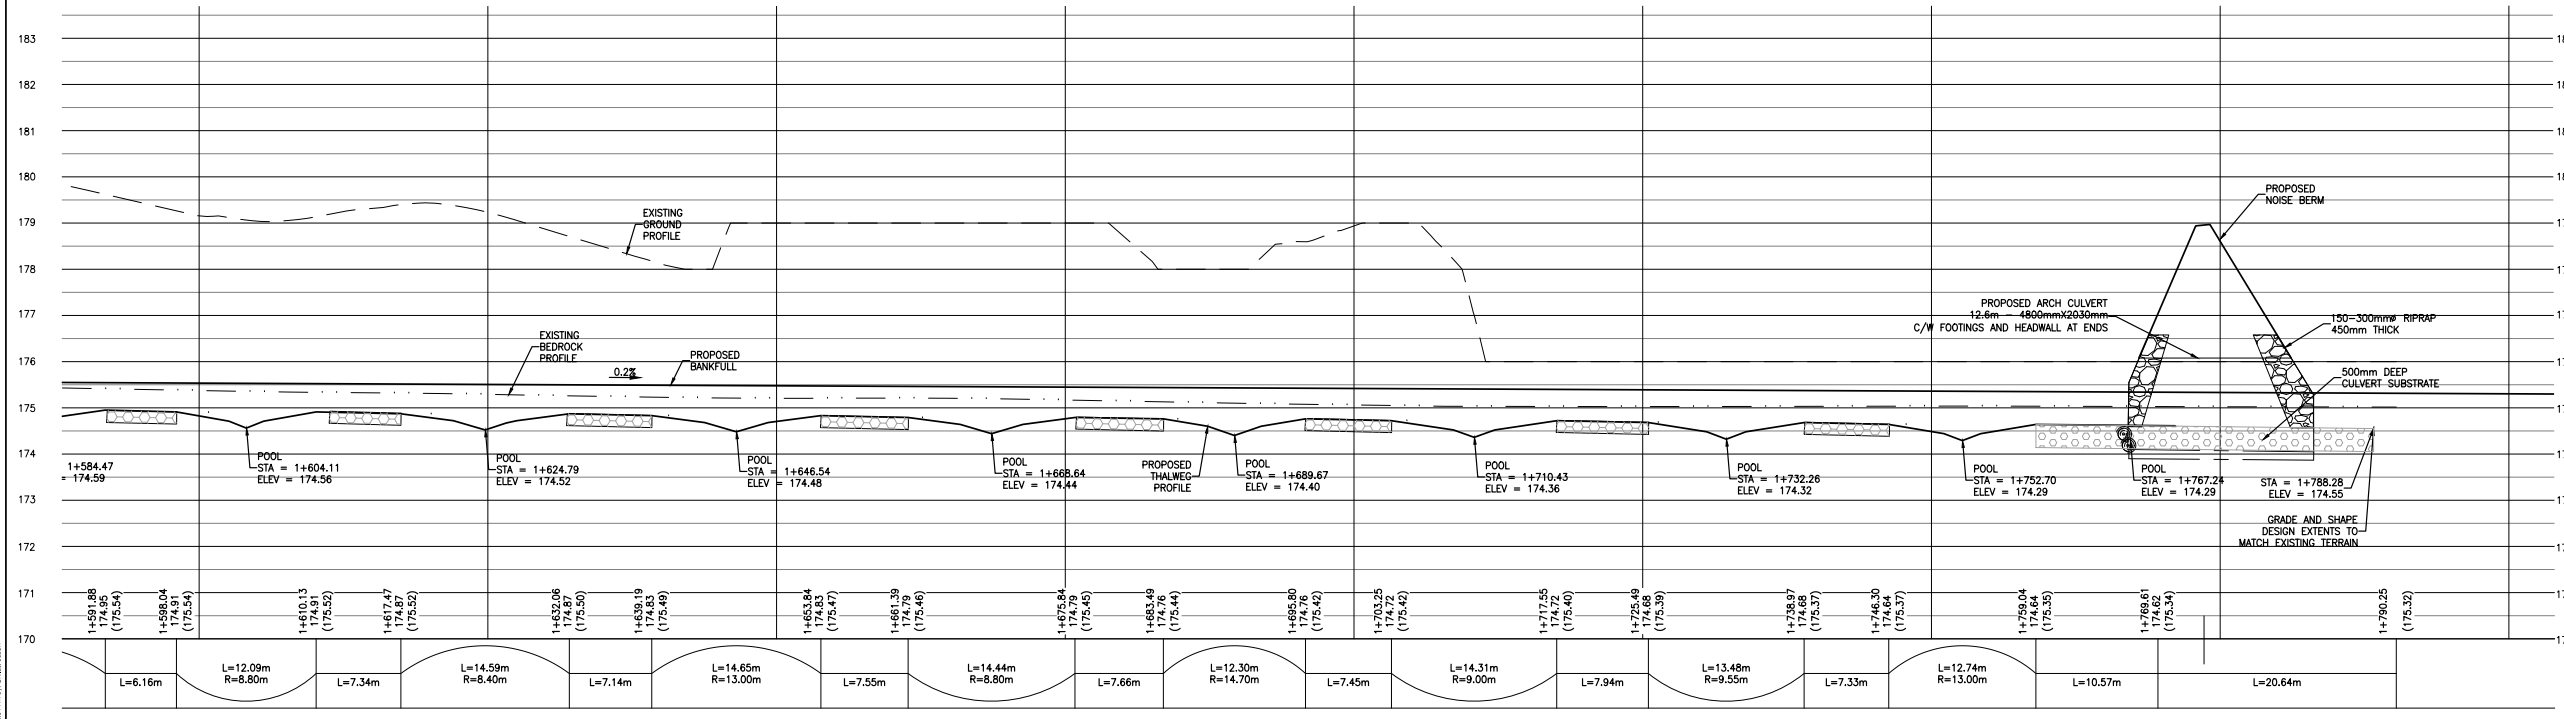 183
182
181
180
179
178
177
176
175
174
173
172
171
170
EXISTING
GROUND
PROFILE
PROPOSED
NOISE BERM
PROPOSED ARCH CULVERT
12.6m - 4800mmX2030mm
C/W FOOTINGS AND HEADWALL AT ENDS
150-300mmø RIPRAP
450mm THICK
500mm DEEP
CULVERT SUBSTRATE
EXISTING
BEDROCK
PROFILE
PROPOSED
BANKFULL
0.2%
1+584.47
= 174.59
POOL
STA = 1+604.11
ELEV = 174.56
POOL
STA = 1+624.79
ELEV = 174.52
POOL
STA = 1+646.54
ELEV = 174.48
POOL
STA = 1+668.64
ELEV = 174.44
PROPOSED
THALWEG
PROFILE
POOL
STA = 1+689.67
ELEV = 174.40
POOL
STA = 1+710.43
ELEV = 174.36
POOL
STA = 1+732.26
ELEV = 174.32
POOL
STA = 1+752.70
ELEV = 174.29
POOL
STA = 1+767.24
ELEV = 174.29
STA = 1+788.28
ELEV = 174.55
GRADE AND SHAPE
DESIGN EXTENTS TO
MATCH EXISTING TERRAIN
1+591.88
174.95
(175.54)
1+598.04
174.91
(175.54)
1+610.13
174.91
(175.52)
1+617.47
174.87
(175.52)
1+632.06
174.87
(175.50)
1+639.19
174.83
(175.49)
1+653.84
174.83
(175.47)
1+661.39
174.79
(175.46)
1+675.84
174.79
(175.45)
1+683.49
174.76
(175.44)
1+695.80
174.76
(175.42)
1+703.25
174.72
(175.42)
1+717.55
174.72
(175.40)
1+725.49
174.68
(175.39)
1+738.97
174.68
(175.37)
1+746.30
174.64
(175.37)
1+759.04
174.64
(175.35)
1+769.61
174.62
(175.34)
1+790.25
(175.32)
L=6.16m
L=12.09m
R=8.80m
L=7.34m
L=14.59m
R=8.40m
L=7.14m
L=14.65m
R=13.00m
L=7.55m
L=14.44m
R=8.80m
L=7.66m
L=12.30m
R=14.70m
L=7.45m
L=14.31m
R=9.00m
L=7.94m
L=13.48m
R=9.55m
L=7.33m
L=12.74m
R=13.00m
L=10.57m
L=20.64m